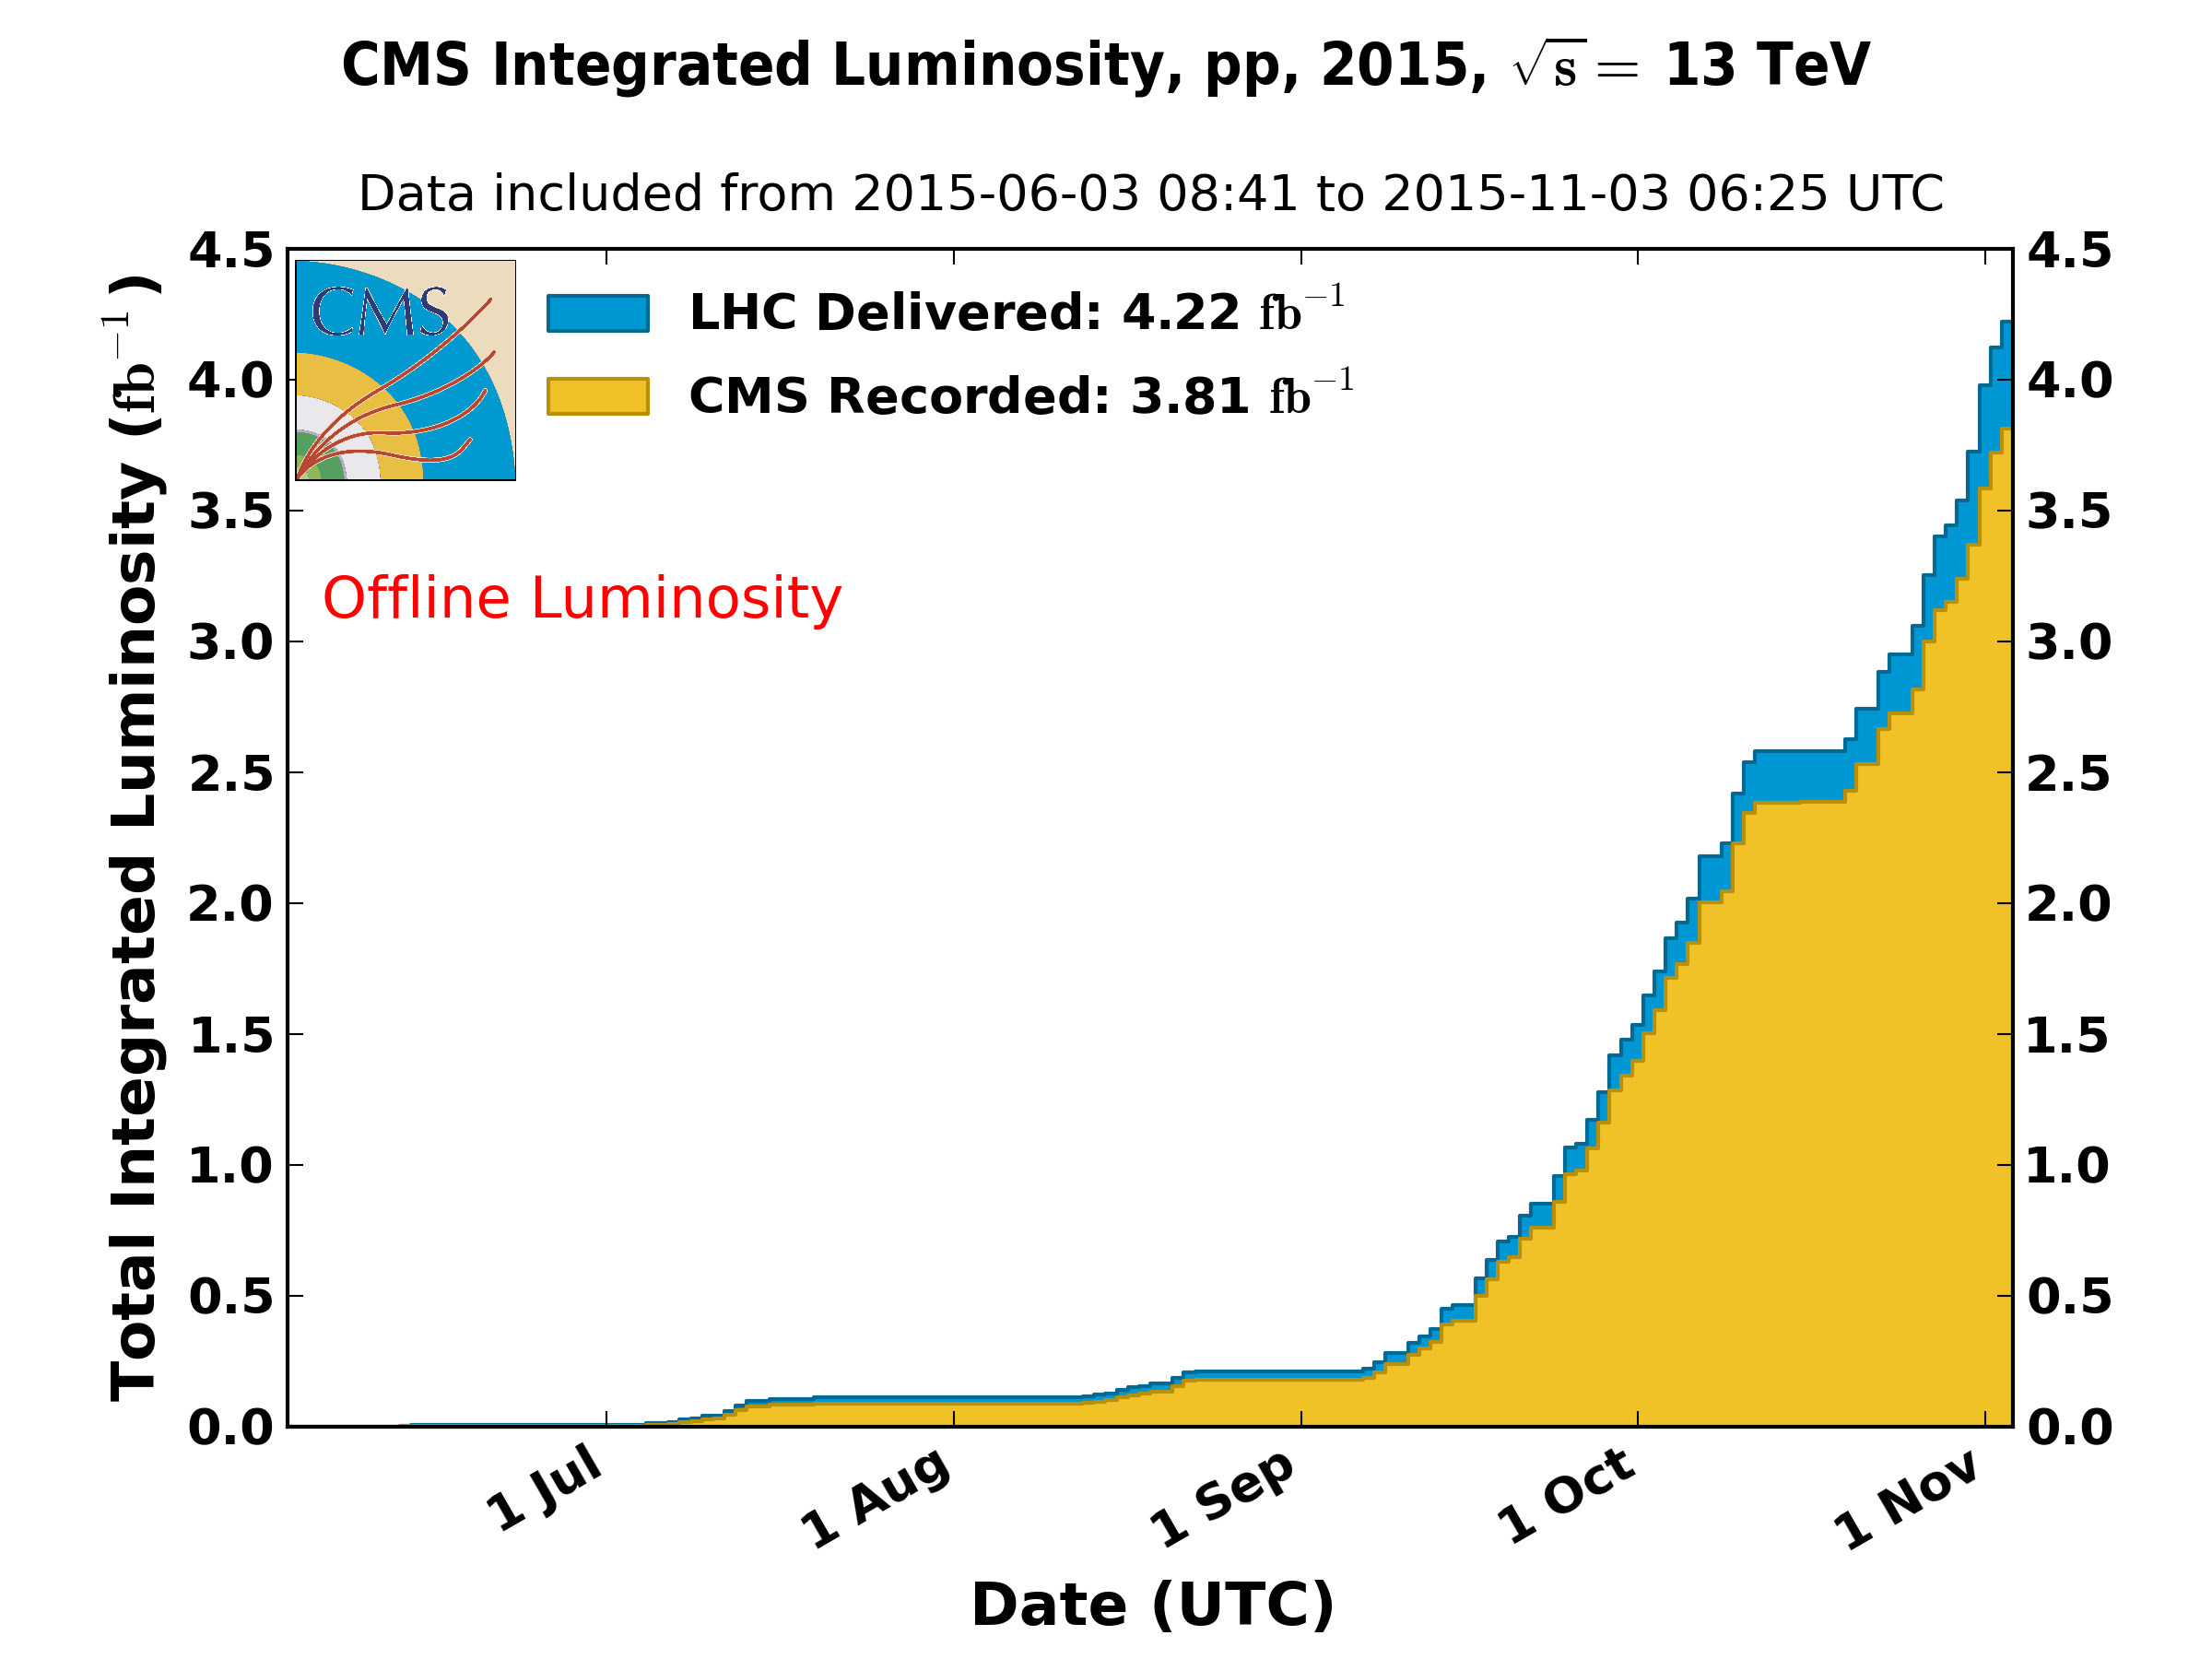 CMS Integrated Luminosity, pp, 2015, √s = 13 TeV
Data included from 2015-06-03 08:41 to 2015-11-03 06:25 UTC
CMS
LHC Delivered: 4.22 fb⁻¹
CMS Recorded: 3.81 fb⁻¹
Offline Luminosity
Total Integrated Luminosity (fb⁻¹)
4.5
4.0
3.5
3.0
2.5
2.0
1.5
1.0
0.5
0.0
4.5
4.0
3.5
3.0
2.5
2.0
1.5
1.0
0.5
0.0
1 Jul
1 Aug
1 Sep
1 Oct
1 Nov
Date (UTC)